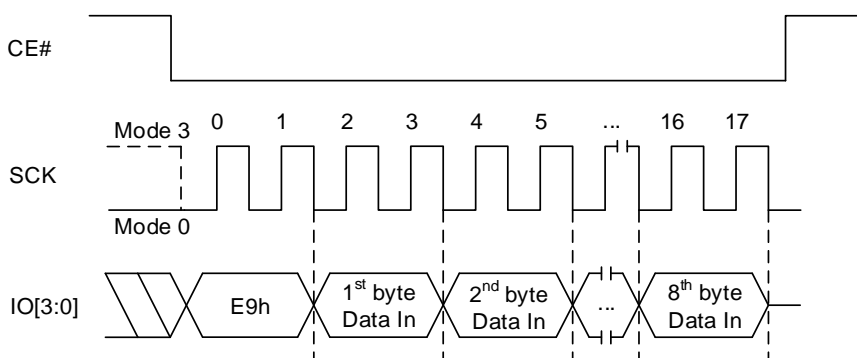 CE#
0 1 2 3 4 5 ... 16 17
Mode 3
SCK
Mode 0
IO[3:0]
E9h
1st byte
Data In
2nd byte
Data In
...
8th byte
Data In